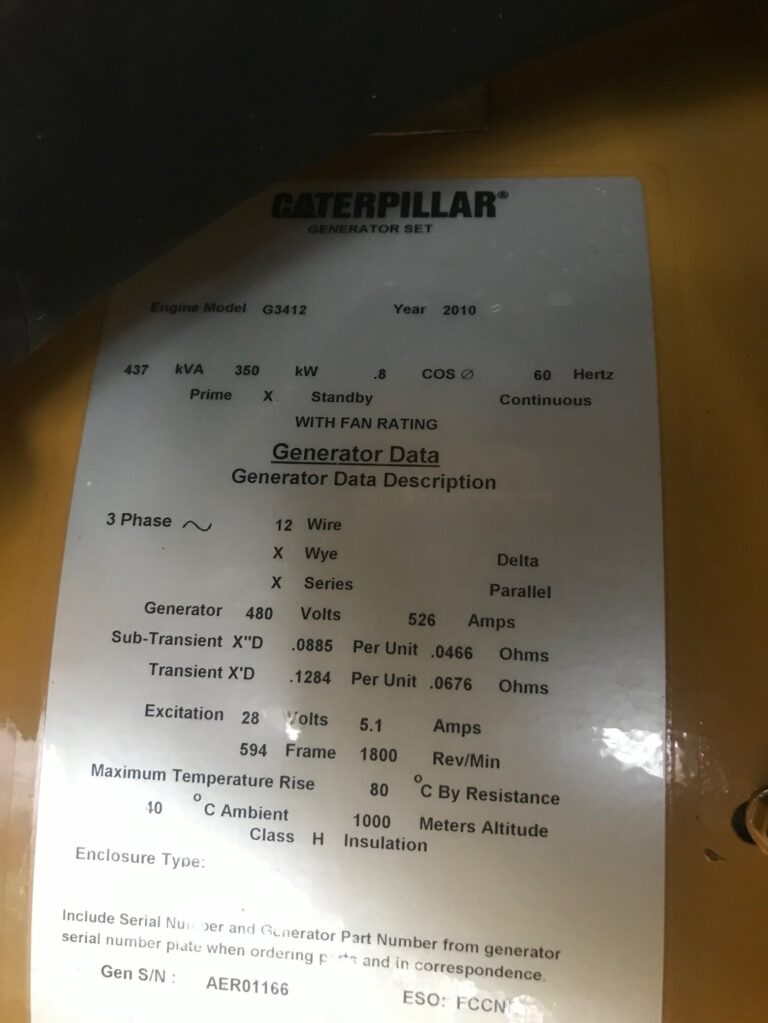 CATERPILLAR®
GENERATOR SET
Engine Model G3412 Year 2010
437 kVA 350 kW .8 COS Ø 60 Hertz
Prime X Standby Continuous
WITH FAN RATING
Generator Data
Generator Data Description
3 Phase 12 Wire
X Wye Delta
X Series Parallel
Generator 480 Volts 526 Amps
Sub-Transient X"D .0885 Per Unit .0466 Ohms
Transient X'D .1284 Per Unit .0676 Ohms
Excitation 28 Volts 5.1 Amps
594 Frame 1800 Rev/Min
Maximum Temperature Rise 80 °C By Resistance
40 °C Ambient 1000 Meters Altitude
Class H Insulation
Enclosure Type:
Include Serial Number and Generator Part Number from generator
serial number plate when ordering parts and in correspondence.
Gen S/N : AER01166 ESO: